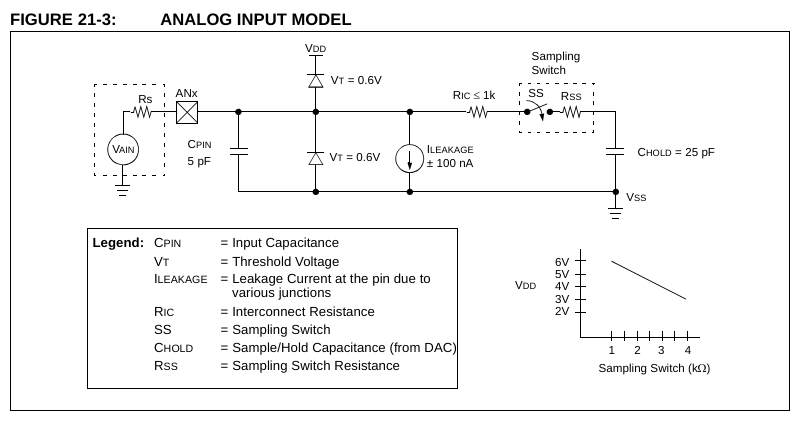 FIGURE 21-3: ANALOG INPUT MODEL
VDD
Sampling
Switch
VT = 0.6V
Rs
ANx
RIC ≤ 1k
SS
RSS
VAIN
CPIN
5 pF
VT = 0.6V
ILEAKAGE
± 100 nA
CHOLD = 25 pF
VSS
Legend: CPIN = Input Capacitance
VT = Threshold Voltage
ILEAKAGE = Leakage Current at the pin due to
various junctions
RIC = Interconnect Resistance
SS = Sampling Switch
CHOLD = Sample/Hold Capacitance (from DAC)
RSS = Sampling Switch Resistance
VDD
6V
5V
4V
3V
2V
1 2 3 4
Sampling Switch (kΩ)